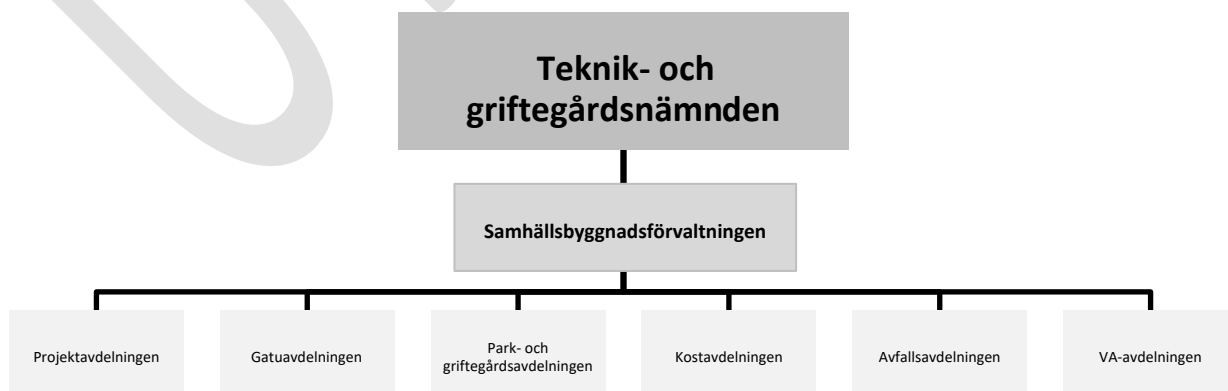 Teknik- och
griftegårdsnämnden
Samhällsbyggnadsförvaltningen
Projektavdelningen
Gatuavdelningen
Park- och
griftegårdsavdelningen
Kostavdelningen
Avfallsavdelningen
VA-avdelningen